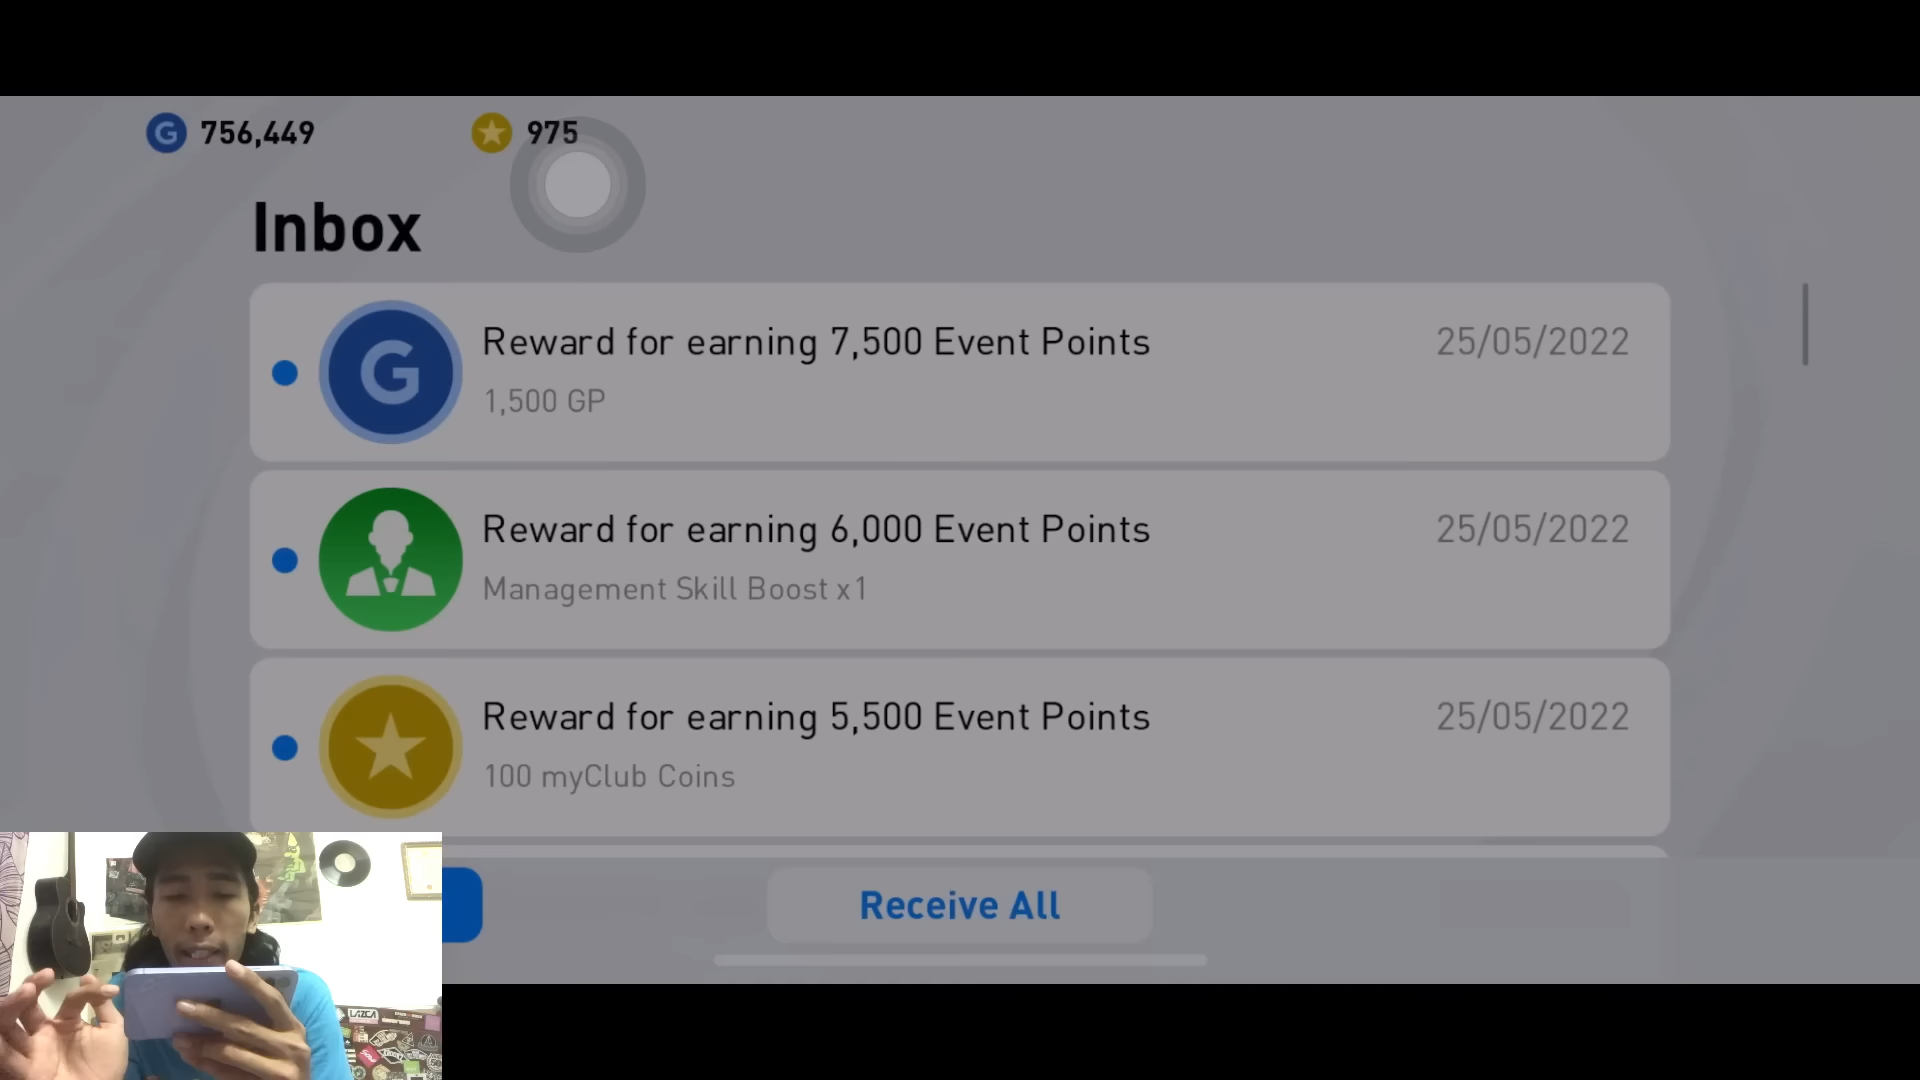 G 756,449 975
Inbox
G
Reward for earning 7,500 Event Points 25/05/2022
1,500 GP
Reward for earning 6,000 Event Points 25/05/2022
Management Skill Boost x1
Reward for earning 5,500 Event Points 25/05/2022
100 myClub Coins
Receive All
LAZCA